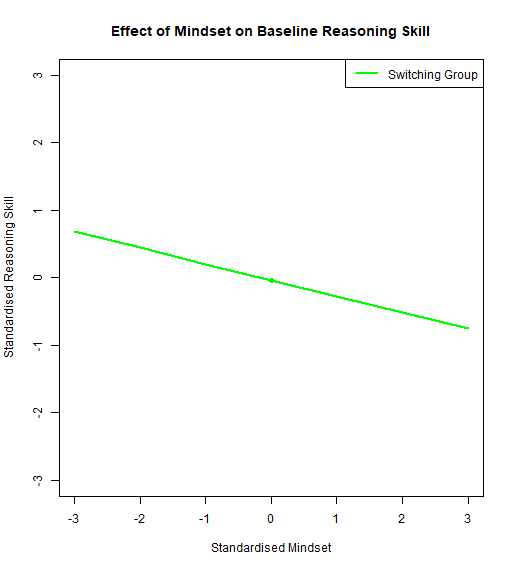 Effect of Mindset on Baseline Reasoning Skill
Switching Group
Standardised Reasoning Skill
3
2
1
0
-1
-2
-3
-3 -2 -1 0 1 2 3
Standardised Mindset